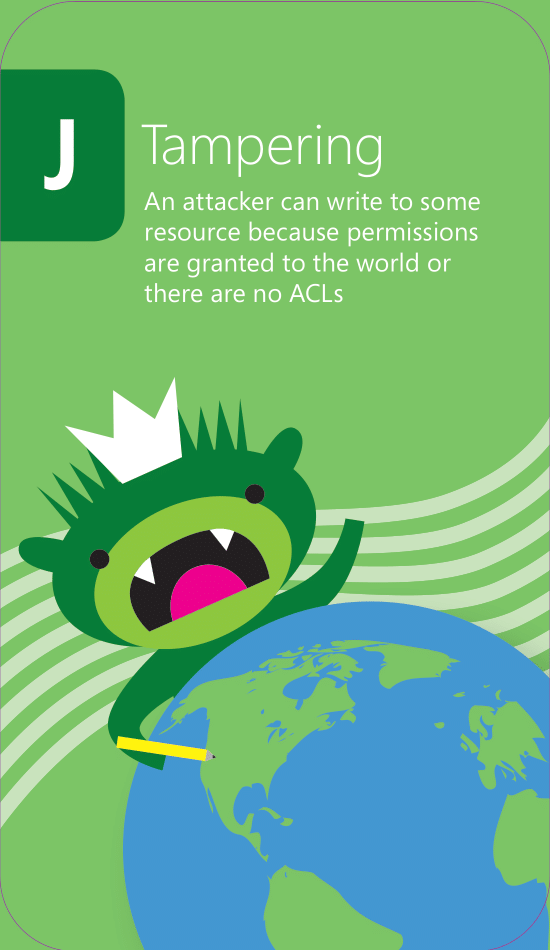 J
Tampering
An attacker can write to some
resource because permissions
are granted to the world or
there are no ACLs